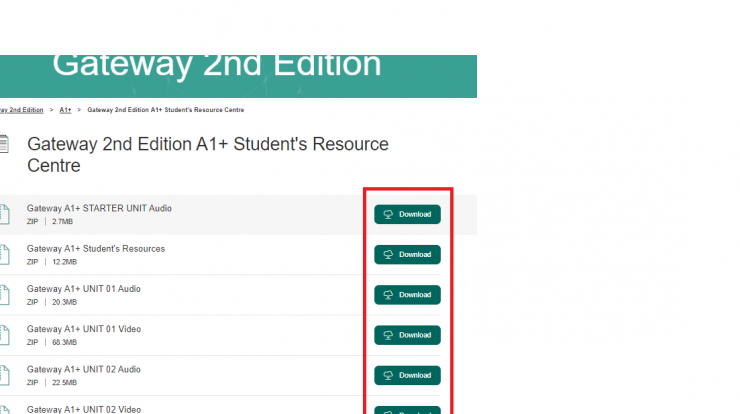 Gateway 2nd Edition
2nd Edition > A1+ > Gateway 2nd Edition A1+ Student's Resource Centre
Gateway 2nd Edition A1+ Student's Resource
Centre
Gateway A1+ STARTER UNIT Audio
ZIP | 2.7MB
Download
Gateway A1+ Student's Resources
ZIP | 12.2MB
Download
Gateway A1+ UNIT 01 Audio
ZIP | 20.3MB
Download
Gateway A1+ UNIT 01 Video
ZIP | 68.3MB
Download
Gateway A1+ UNIT 02 Audio
ZIP | 22.5MB
Download
Gateway A1+ UNIT 02 Video